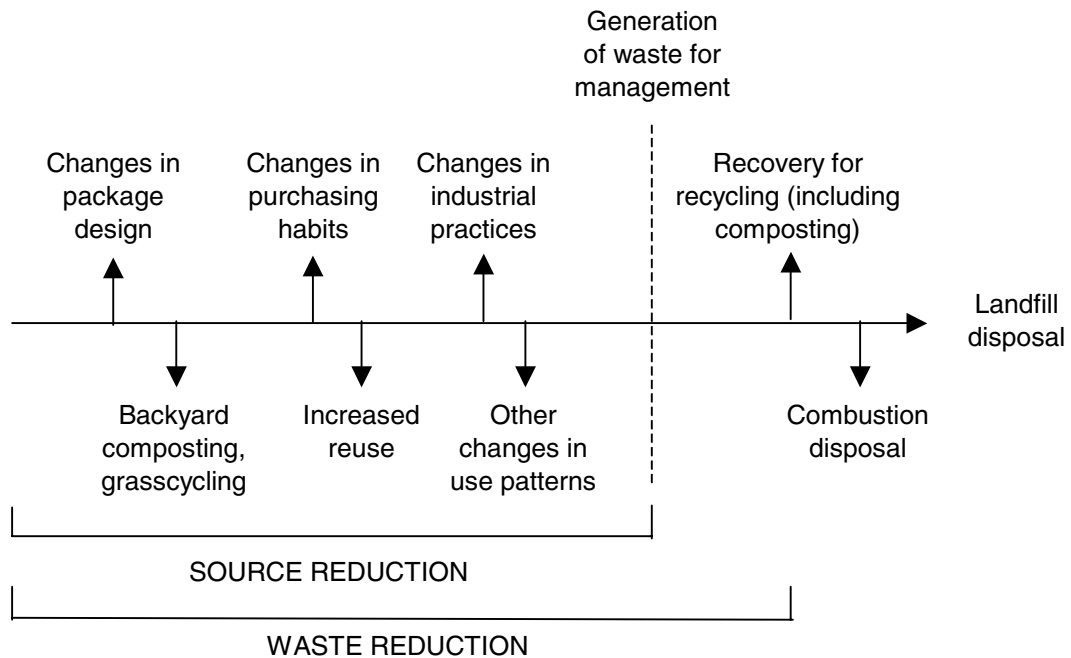 Generation
of waste for
management
Changes in
package
design
Changes in
purchasing
habits
Changes in
industrial
practices
Recovery for
recycling (including
composting)
Landfill
disposal
Backyard
composting,
grasscycling
Increased
reuse
Other
changes in
use patterns
Combustion
disposal
SOURCE REDUCTION
WASTE REDUCTION